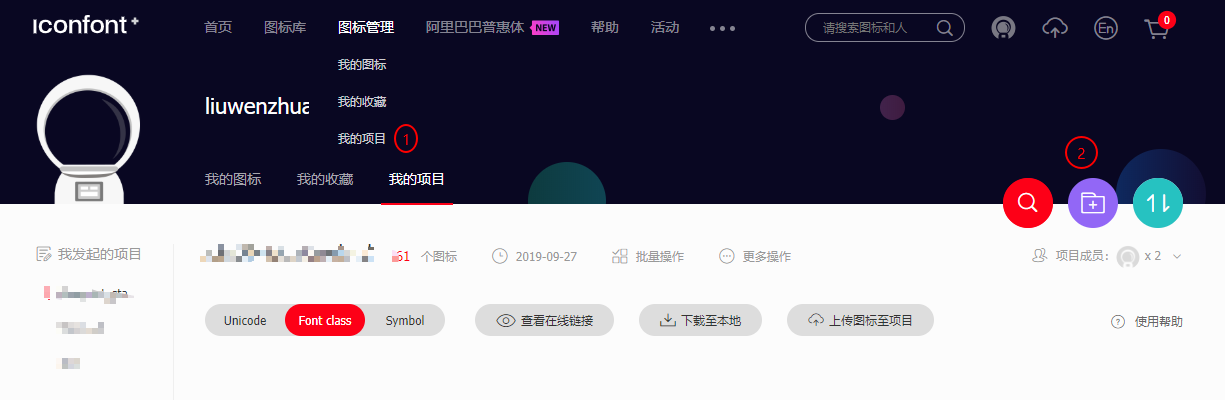 iconfont+ 首页 图标库 图标管理 阿里巴巴普惠体 NEW 帮助 活动 ••• 请搜索图标和人 En 0
我的图标
我的收藏
liuwenzhua
我的项目 1
2
我的图标 我的收藏 我的项目
我发起的项目
61 个图标 2019-09-27 批量操作 更多操作 项目成员: x 2
Unicode Font class Symbol 查看在线链接 下载至本地 上传图标至项目 使用帮助